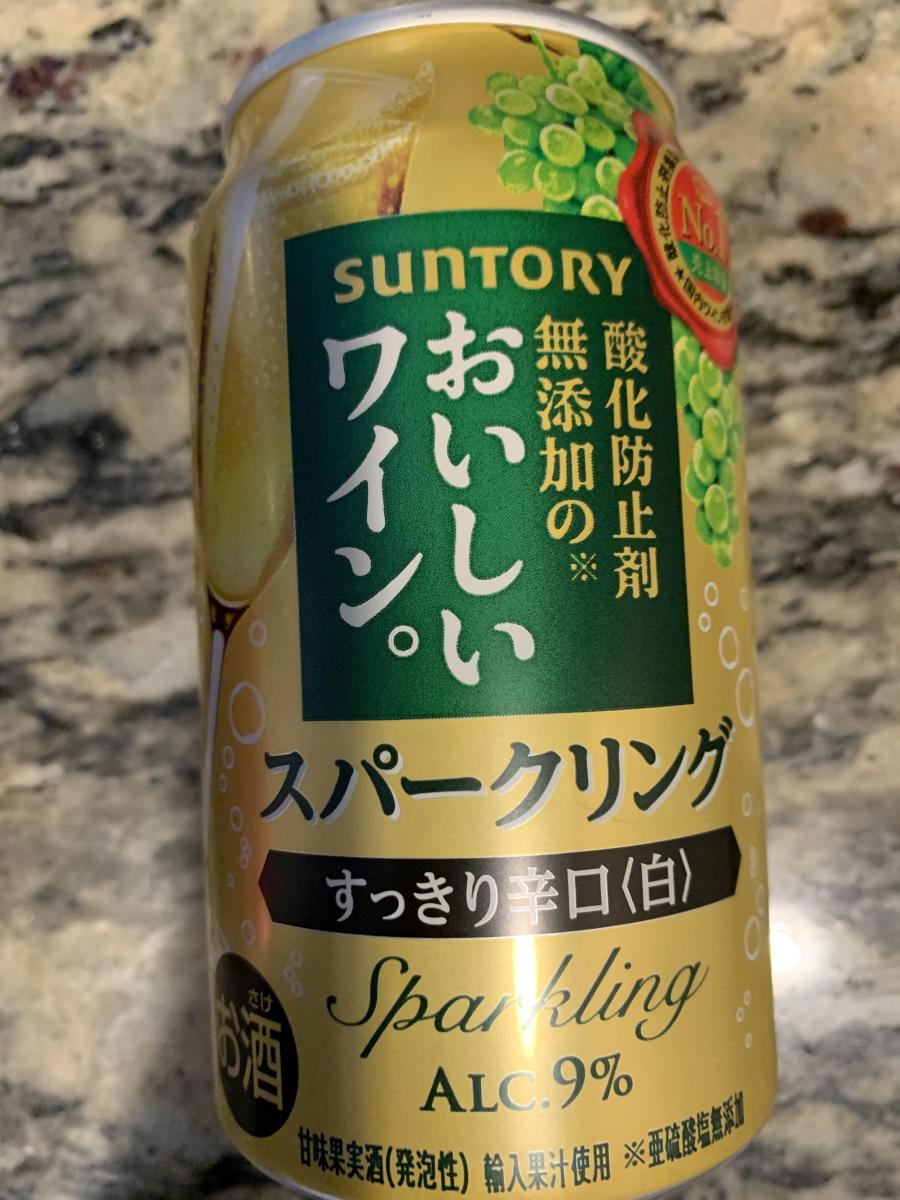 SUNTORY
酸化防止剤
無添加の※
おいしい
ワイン。
No.1
スパークリング
すっきり辛口〈白〉
Sparkling
ALC.9%
さけ
お酒
甘味果実酒(発泡性) 輸入果汁使用 ※亜硫酸塩無添加